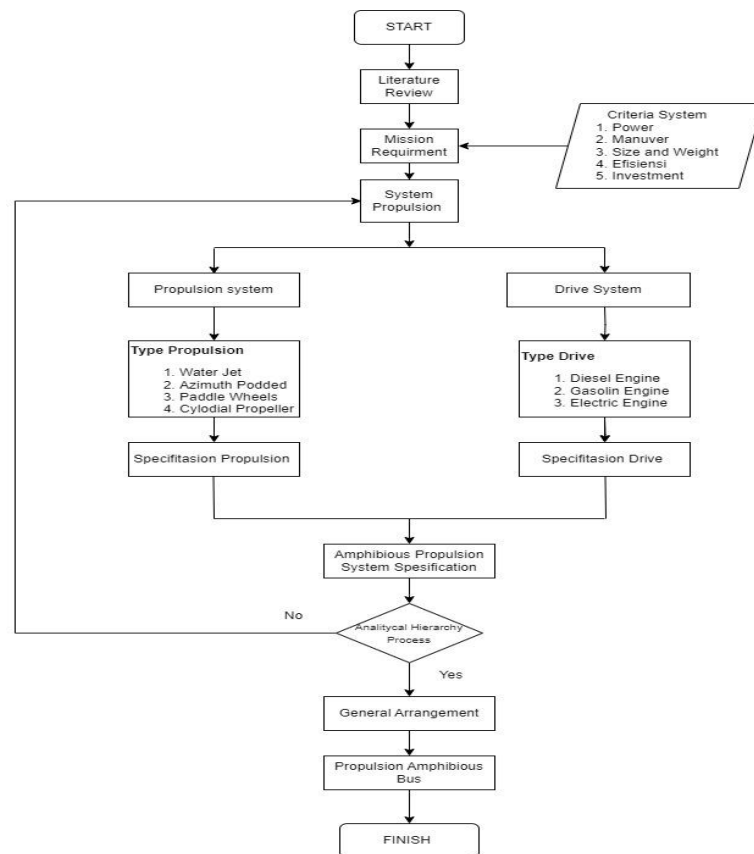 START
Literature
Review
Mission
Requirment
Criteria System
1. Power
2. Manuver
3. Size and Weight
4. Efisiensi
5. Investment
System
Propulsion
Propulsion system
Drive System
Type Propulsion
1. Water Jet
2. Azimuth Podded
3. Paddle Wheels
4. Cylodial Propeller
Type Drive
1. Diesel Engine
2. Gasolin Engine
3. Electric Engine
Specifitasion Propulsion
Specifitasion Drive
Amphibious Propulsion
System Spesification
No
Analitycal Hierarchy
Process
Yes
General Arrangement
Propulsion Amphibious
Bus
FINISH